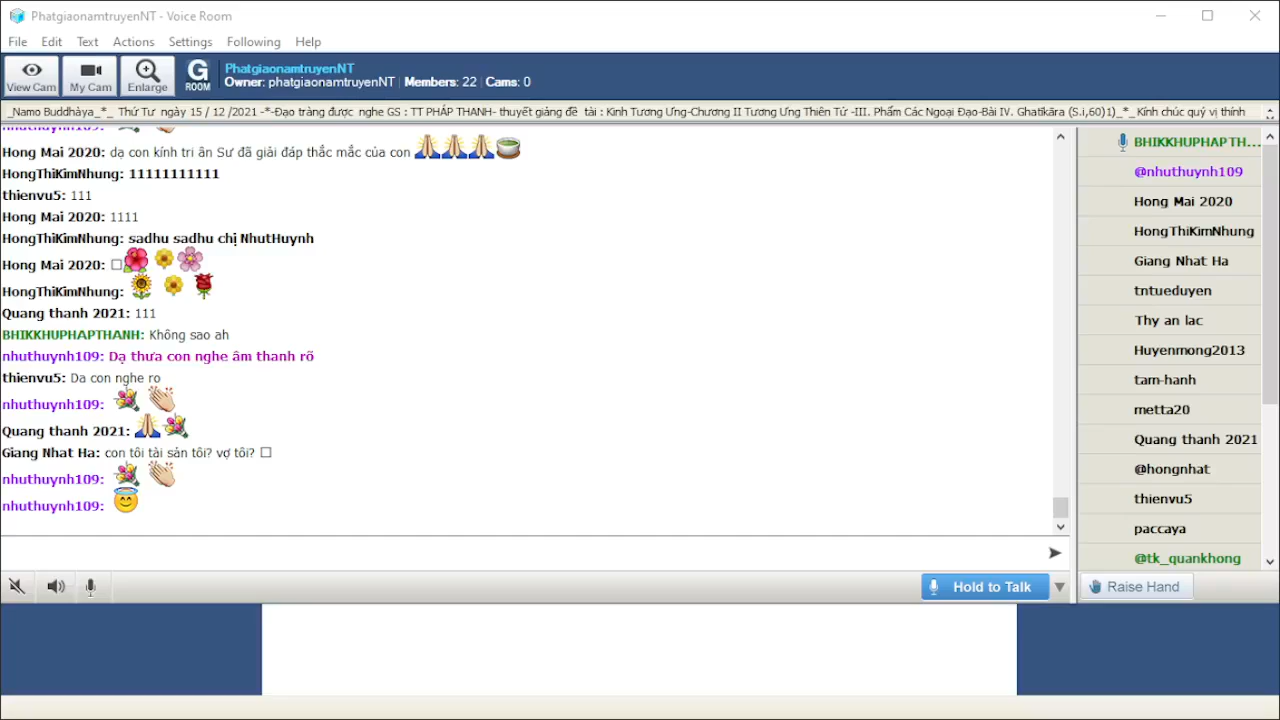 PhatgiaonamtruyenNT - Voice Room
File Edit Text Actions Settings Following Help
View Cam
My Cam
Enlarge
G ROOM
PhatgiaonamtruyenNT
Owner: phatgiaonamtruyenNT | Members: 22 | Cams: 0
_Namo Buddhàya_*_ Thứ Tư ngày 15 / 12 /2021 -*-Đạo tràng được nghe GS : TT PHÁP THANH- thuyết giảng đề tài : Kinh Tương Ưng-Chương II Tương Ưng Thiên Tử -III. Phẩm Các Ngoại Đạo-Bài IV. Ghatìkàra (S.i,60)1)_*_Kính chúc quý vị thính
nhuthuynh109:
Hong Mai 2020: dạ con kính tri ân Sư đã giải đáp thắc mắc của con
HongThiKimNhung: 11111111111
thienvu5: 111
Hong Mai 2020: 1111
HongThiKimNhung: sadhu sadhu chị NhutHuynh
Hong Mai 2020:
HongThiKimNhung:
Quang thanh 2021: 111
BHIKKHUPHAPTHANH: Không sao ah
nhuthuynh109: Dạ thưa con nghe âm thanh rõ
thienvu5: Da con nghe ro
nhuthuynh109:
Quang thanh 2021:
Giang Nhat Ha: con tôi tài sản tôi? vợ tôi?
nhuthuynh109:
nhuthuynh109:
Hold to Talk
BHIKKHUPHAPTH...
@nhuthuynh109
Hong Mai 2020
HongThiKimNhung
Giang Nhat Ha
tntueduyen
Thy an lac
Huyenmong2013
tam-hanh
metta20
Quang thanh 2021
@hongnhat
thienvu5
paccaya
@tk_quankhong
Raise Hand